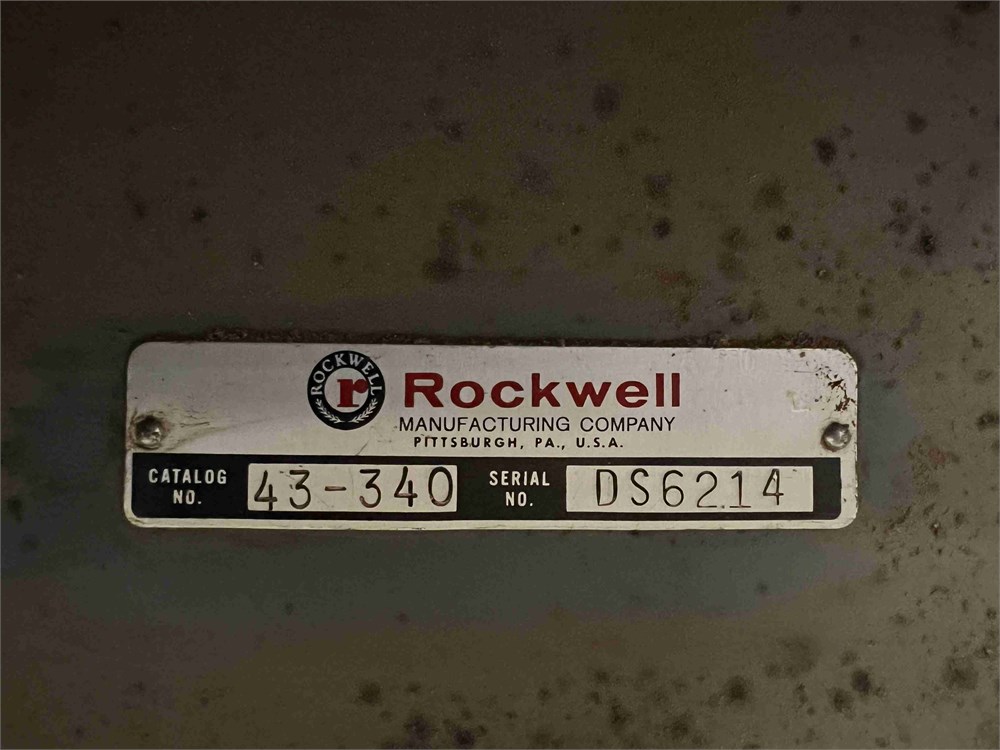 ROCKWELL
r
Rockwell
MANUFACTURING COMPANY
PITTSBURGH, PA., U.S.A.
CATALOG NO. 43-340 SERIAL NO. DS6214